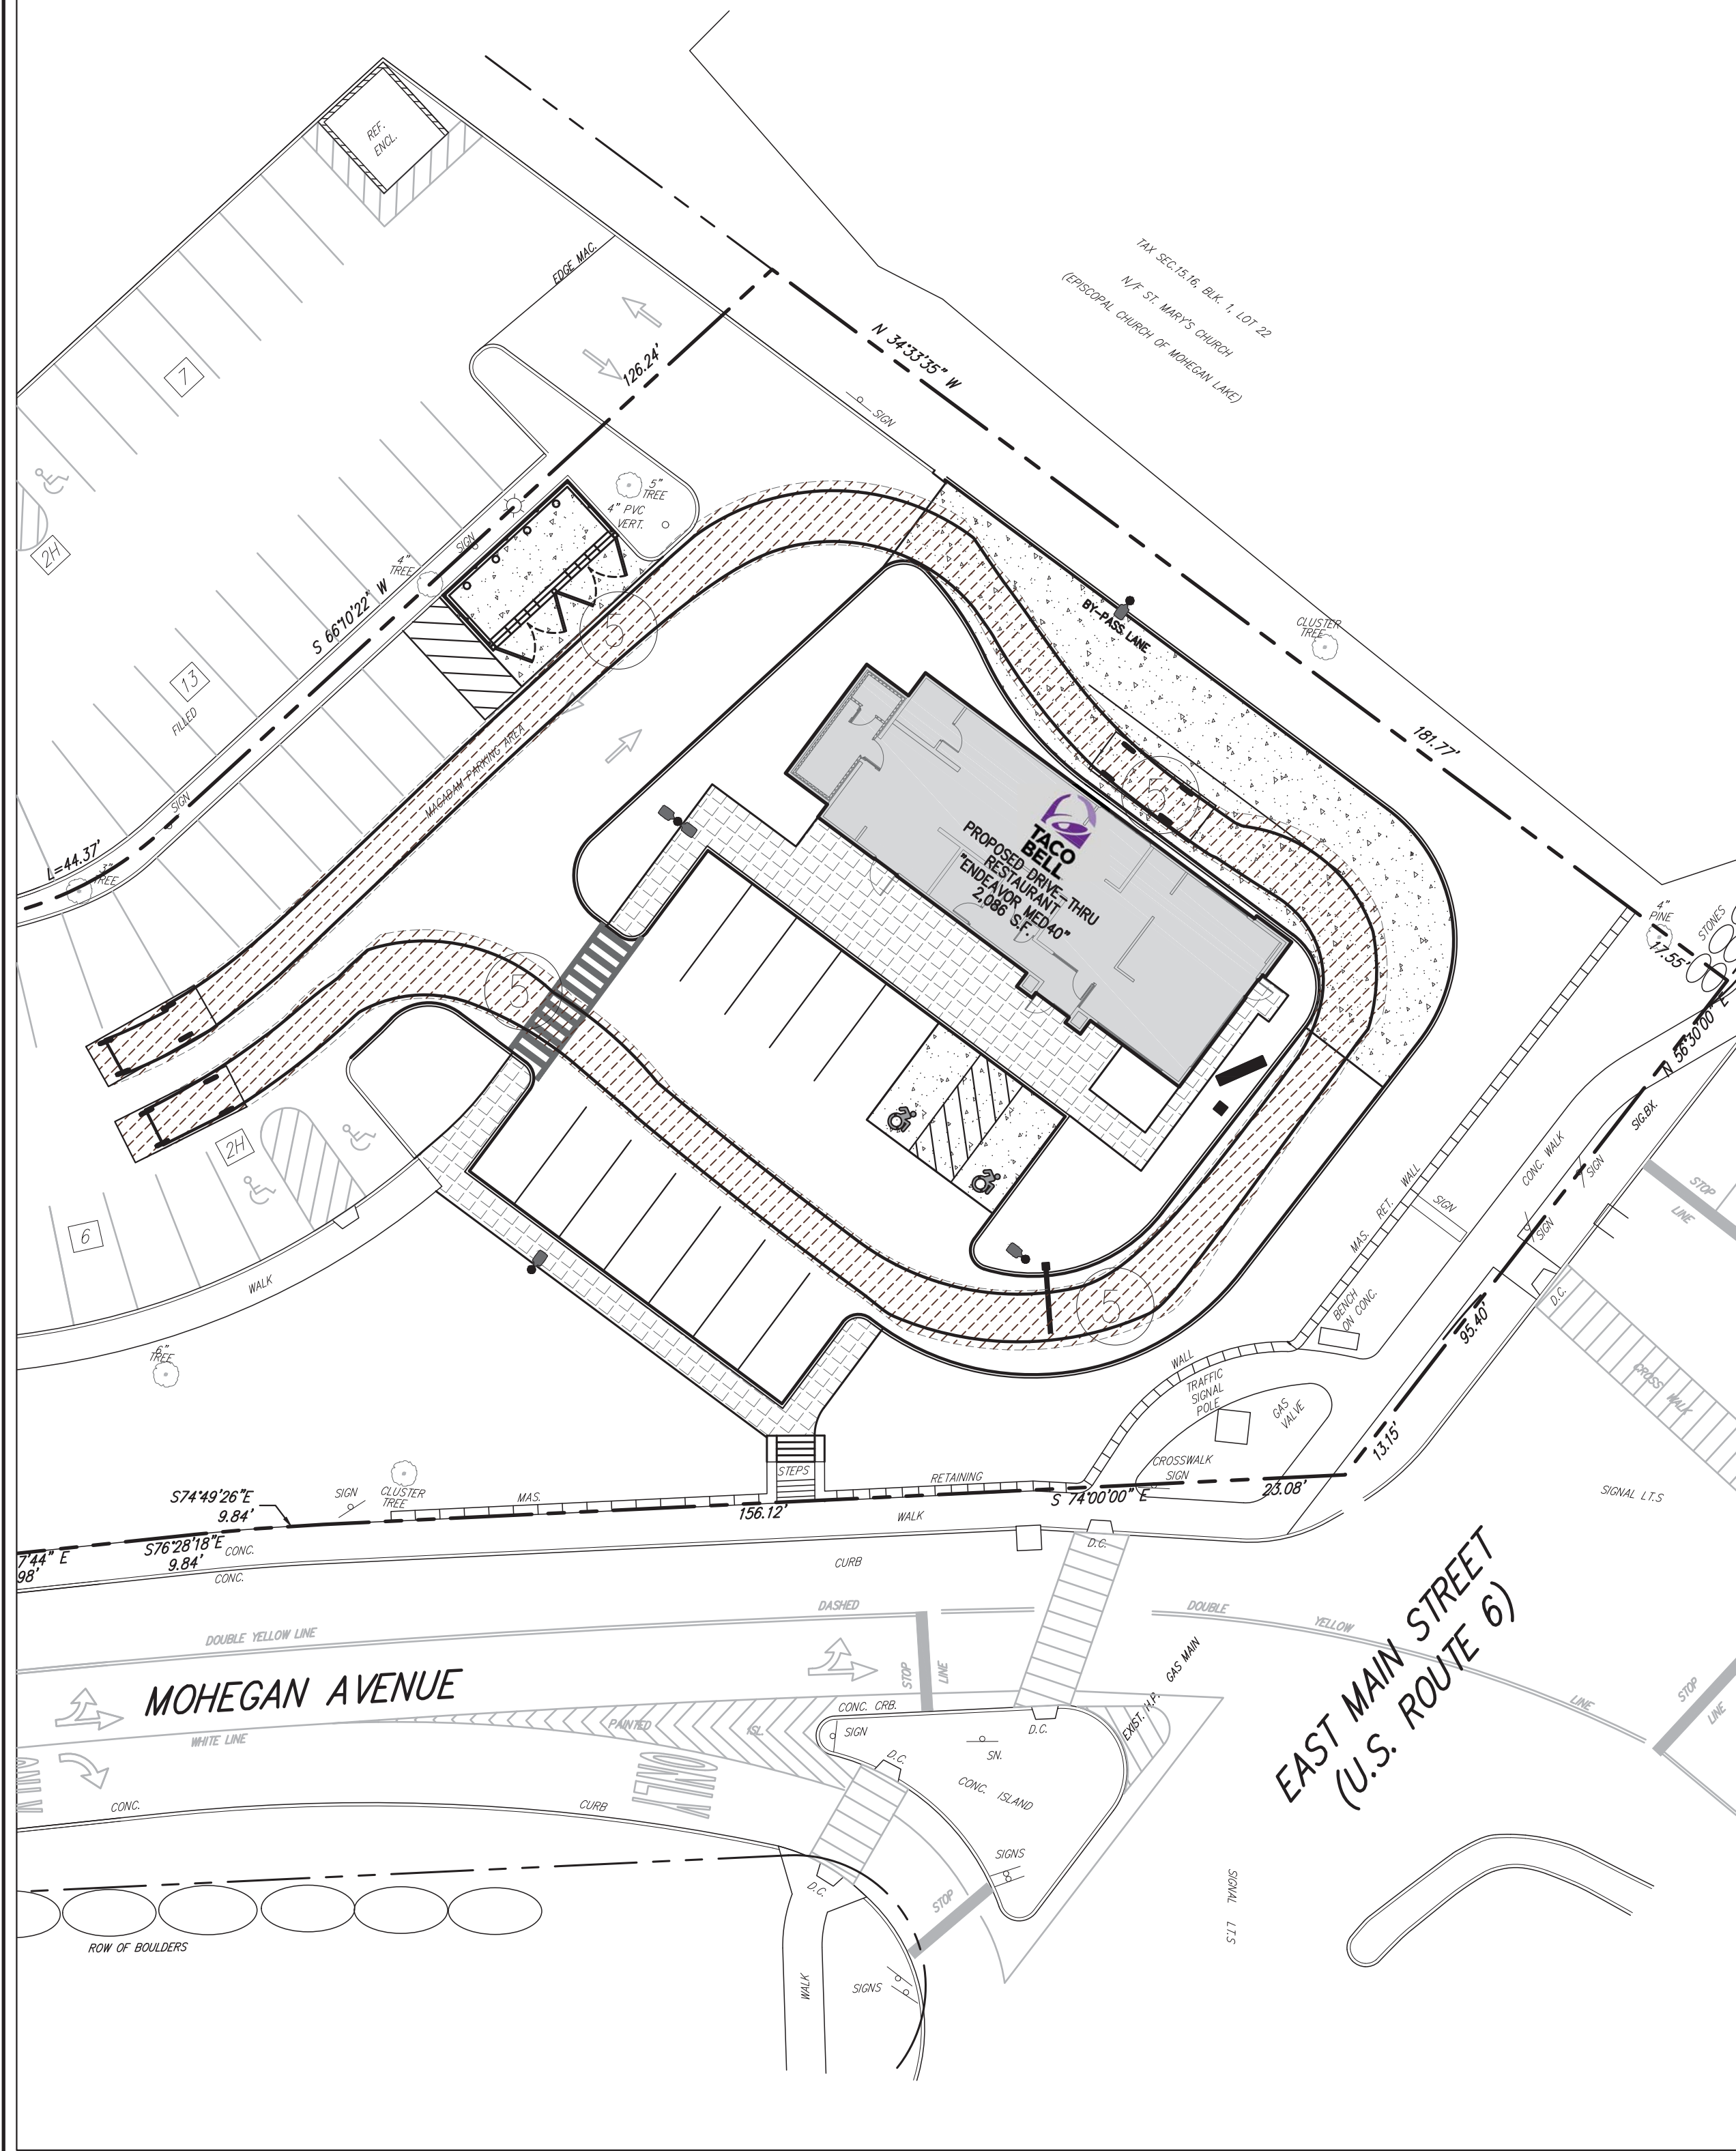 REF.
ENCL.
EDGE MAC.
TAX SEC.15.16, BLK. 1, LOT 22
N/F ST. MARY'S CHURCH
(EPISCOPAL CHURCH OF MOHEGAN LAKE)
N 34°33'35" W
126.24'
7
SIGN
2H
5"
TREE
4" PVC
VERT.
SIGN
4"
TREE
S 66°10'22" W
5
BY-PASS LANE
CLUSTER
TREE
13
FILLED
MACADAM PARKING AREA
181.77'
5
SIGN
TACO
BELL
PROPOSED DRIVE-THRU
RESTAURANT
"ENDEAVOR MED40"
2,086 S.F.
L=44.37'
3"
TREE
4"
PINE
STONES
17.55'
5
N 56°30'00" E
SIG.BX.
2H
CONC. WALK
SIGN
STOP
LINE
MAS. RET. WALL
SIGN
SIGN
6
WALK
5
BENCH
ON CONC.
D.C.
95.40'
6"
TREE
WALL
TRAFFIC
SIGNAL
POLE
GAS
VALVE
CROSS WALK
13.15'
CROSSWALK
SIGN
S74°49'26"E
9.84'
SIGN
CLUSTER
TREE
MAS.
STEPS
RETAINING
156.12'
S 74°00'00" E
23.08'
WALK
SIGNAL LT.S
7'44" E
98'
S76°28'18"E
9.84'
CONC.
CONC.
CURB
D.C.
DASHED
DOUBLE YELLOW LINE
DOUBLE
YELLOW
LINE
STOP
LINE
MOHEGAN AVENUE
EAST MAIN STREET
(U.S. ROUTE 6)
EXIST. H.P. GAS MAIN
STOP
LINE
WHITE LINE
PAINTED
ISL.
CONC. CRB.
SIGN
D.C.
SN.
D.C.
CONC. ISLAND
ONLY
CONC.
CURB
SIGNS
D.C.
STOP
SIGNAL LT.S
ROW OF BOULDERS
WALK
SIGNS